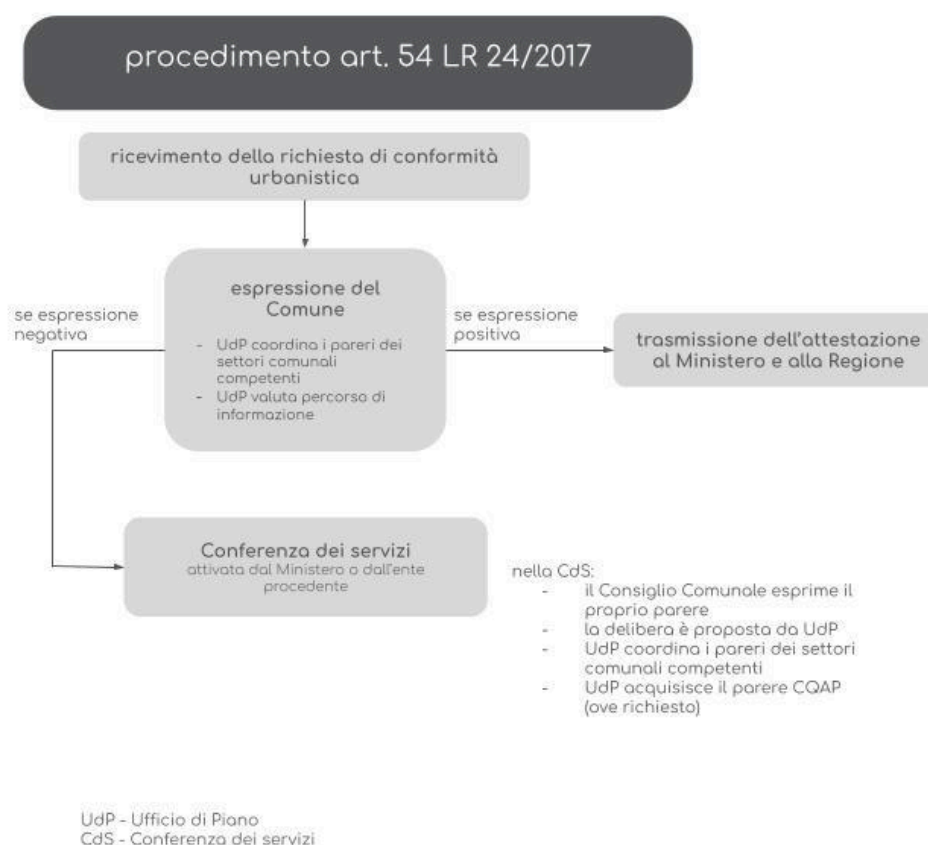 procedimento art. 54 LR 24/2017
ricevimento della richiesta di conformità
urbanistica
espressione del
Comune
- UdP coordina i pareri dei
settori comunali
competenti
- UdP valuta percorso di
informazione
se espressione
negativa
se espressione
positiva
trasmissione dell'attestazione
al Ministero e alla Regione
Conferenza dei servizi
attivata dal Ministero o dall'ente
procedente
nella CdS:
- il Consiglio Comunale esprime il
proprio parere
- la delibera è proposta da UdP
- UdP coordina i pareri dei settori
comunali competenti
- UdP acquisisce il parere CQAP
(ove richiesto)
UdP - Ufficio di Piano
CdS - Conferenza dei servizi